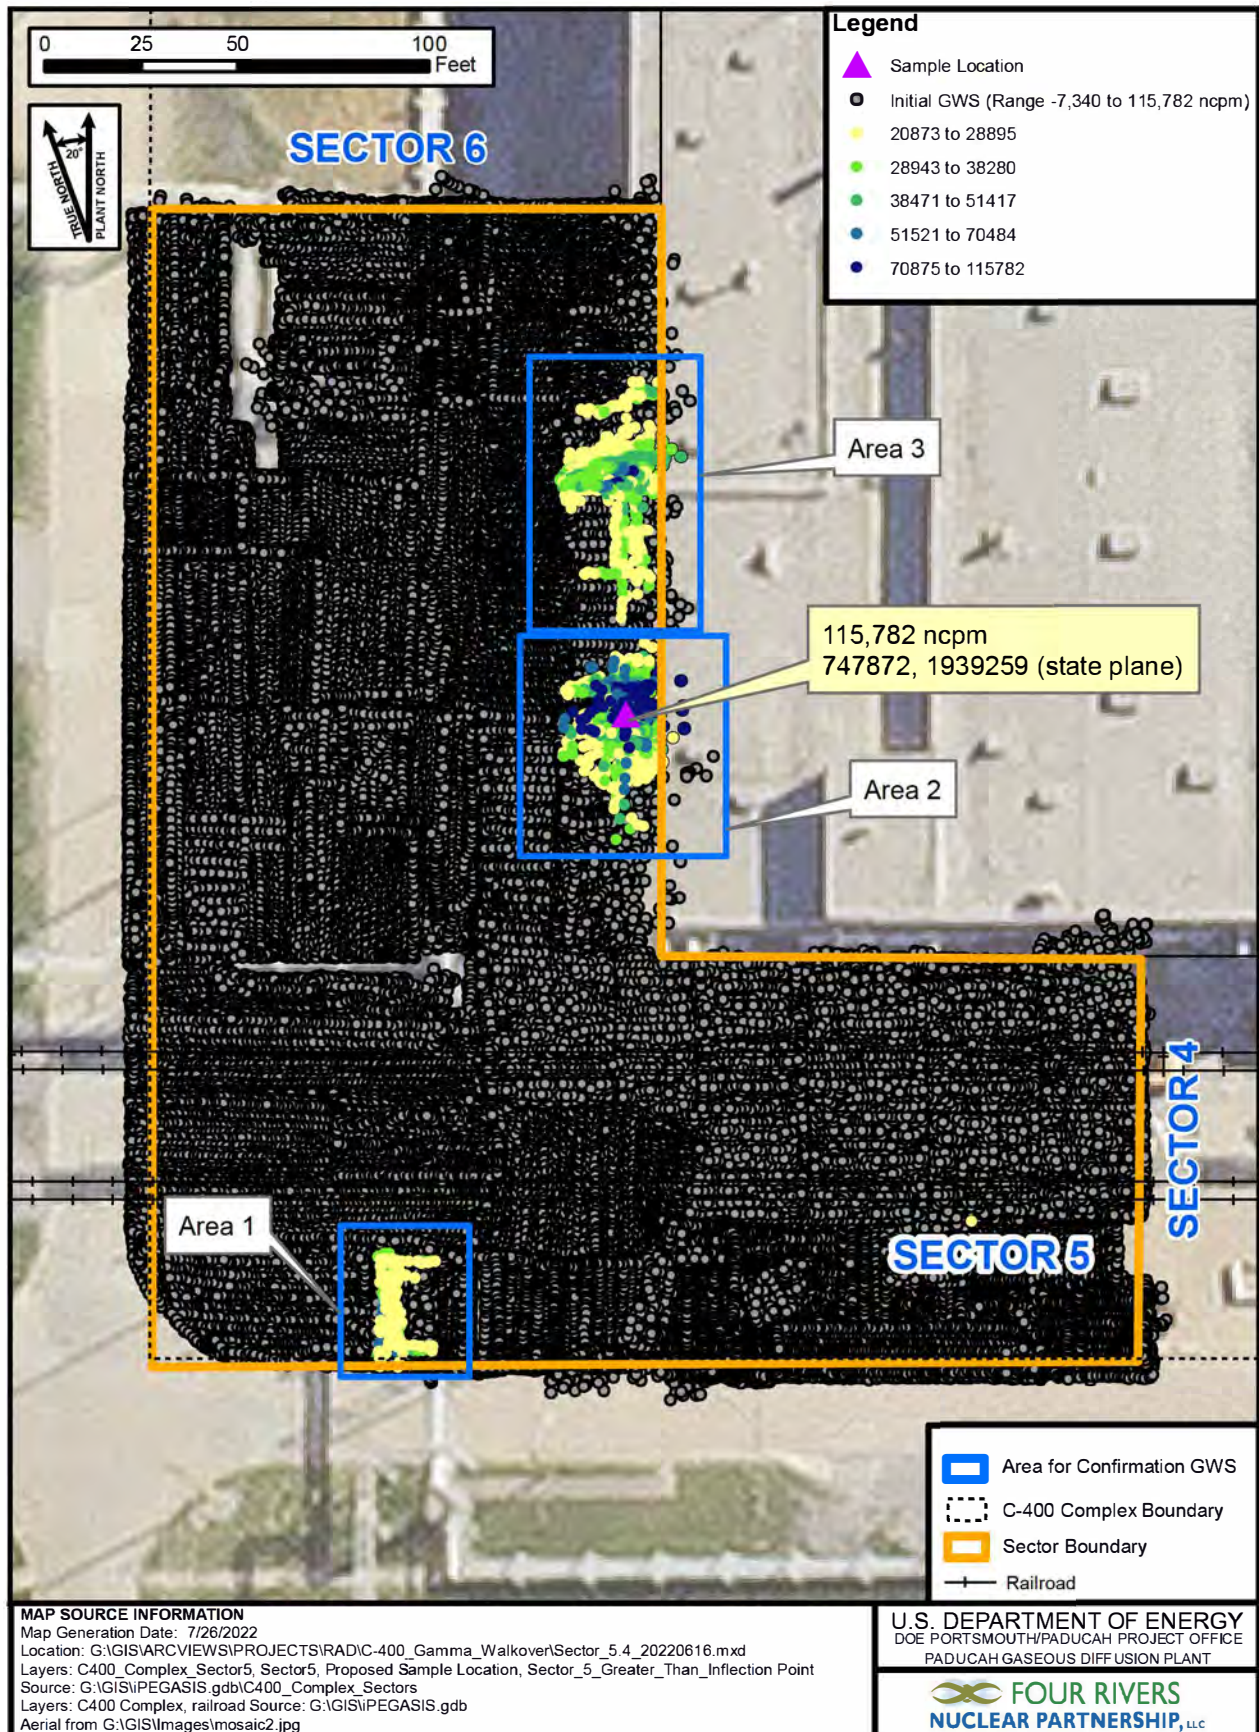 0 25 50 100
Feet
TRUE NORTH
20°
PLANT NORTH
SECTOR 6
Legend
Sample Location
Initial GWS (Range -7,340 to 115,782 ncpm)
20873 to 28895
28943 to 38280
38471 to 51417
51521 to 70484
70875 to 115782
Area 3
115,782 ncpm
747872, 1939259 (state plane)
Area 2
SECTOR 4
Area 1
SECTOR 5
Area for Confirmation GWS
C-400 Complex Boundary
Sector Boundary
Railroad
MAP SOURCE INFORMATION
Map Generation Date: 7/26/2022
Location: G:\GIS\ARCVIEWS\PROJECTS\RAD\C-400_Gamma_Walkover\Sector_5.4_20220616.mxd
Layers: C400_Complex_Sector5, Sector5, Proposed Sample Location, Sector_5_Greater_Than_Inflection Point
Source: G:\GIS\iPEGASIS.gdb\C400_Complex_Sectors
Layers: C400 Complex, railroad Source: G:\GIS\iPEGASIS.gdb
Aerial from G:\GIS\Images\mosaic2.jpg
U.S. DEPARTMENT OF ENERGY
DOE PORTSMOUTH/PADUCAH PROJECT OFFICE
PADUCAH GASEOUS DIFFUSION PLANT
FOUR RIVERS
NUCLEAR PARTNERSHIP, LLC